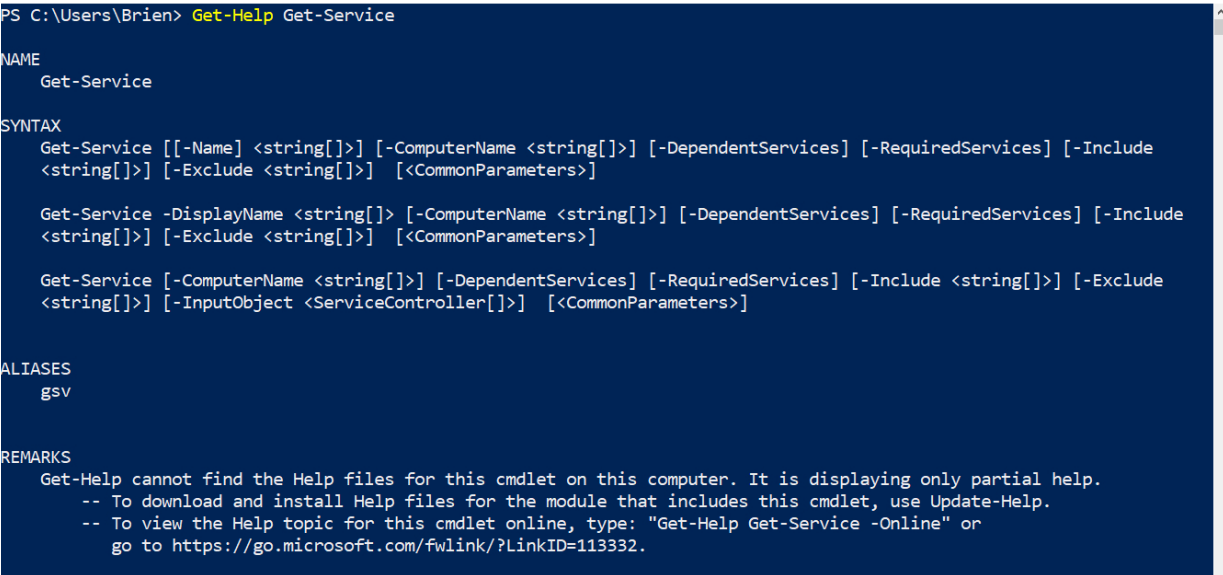 PS C:\Users\Brien> Get-Help Get-Service
NAME
Get-Service
SYNTAX
Get-Service [[-Name] <string[]>] [-ComputerName <string[]>] [-DependentServices] [-RequiredServices] [-Include
<string[]>] [-Exclude <string[]>]  [<CommonParameters>]
Get-Service -DisplayName <string[]> [-ComputerName <string[]>] [-DependentServices] [-RequiredServices] [-Include
<string[]>] [-Exclude <string[]>]  [<CommonParameters>]
Get-Service [-ComputerName <string[]>] [-DependentServices] [-RequiredServices] [-Include <string[]>] [-Exclude
<string[]>] [-InputObject <ServiceController[]>]  [<CommonParameters>]
ALIASES
gsv
REMARKS
Get-Help cannot find the Help files for this cmdlet on this computer. It is displaying only partial help.
-- To download and install Help files for the module that includes this cmdlet, use Update-Help.
-- To view the Help topic for this cmdlet online, type: "Get-Help Get-Service -Online" or
go to https://go.microsoft.com/fwlink/?LinkID=113332.